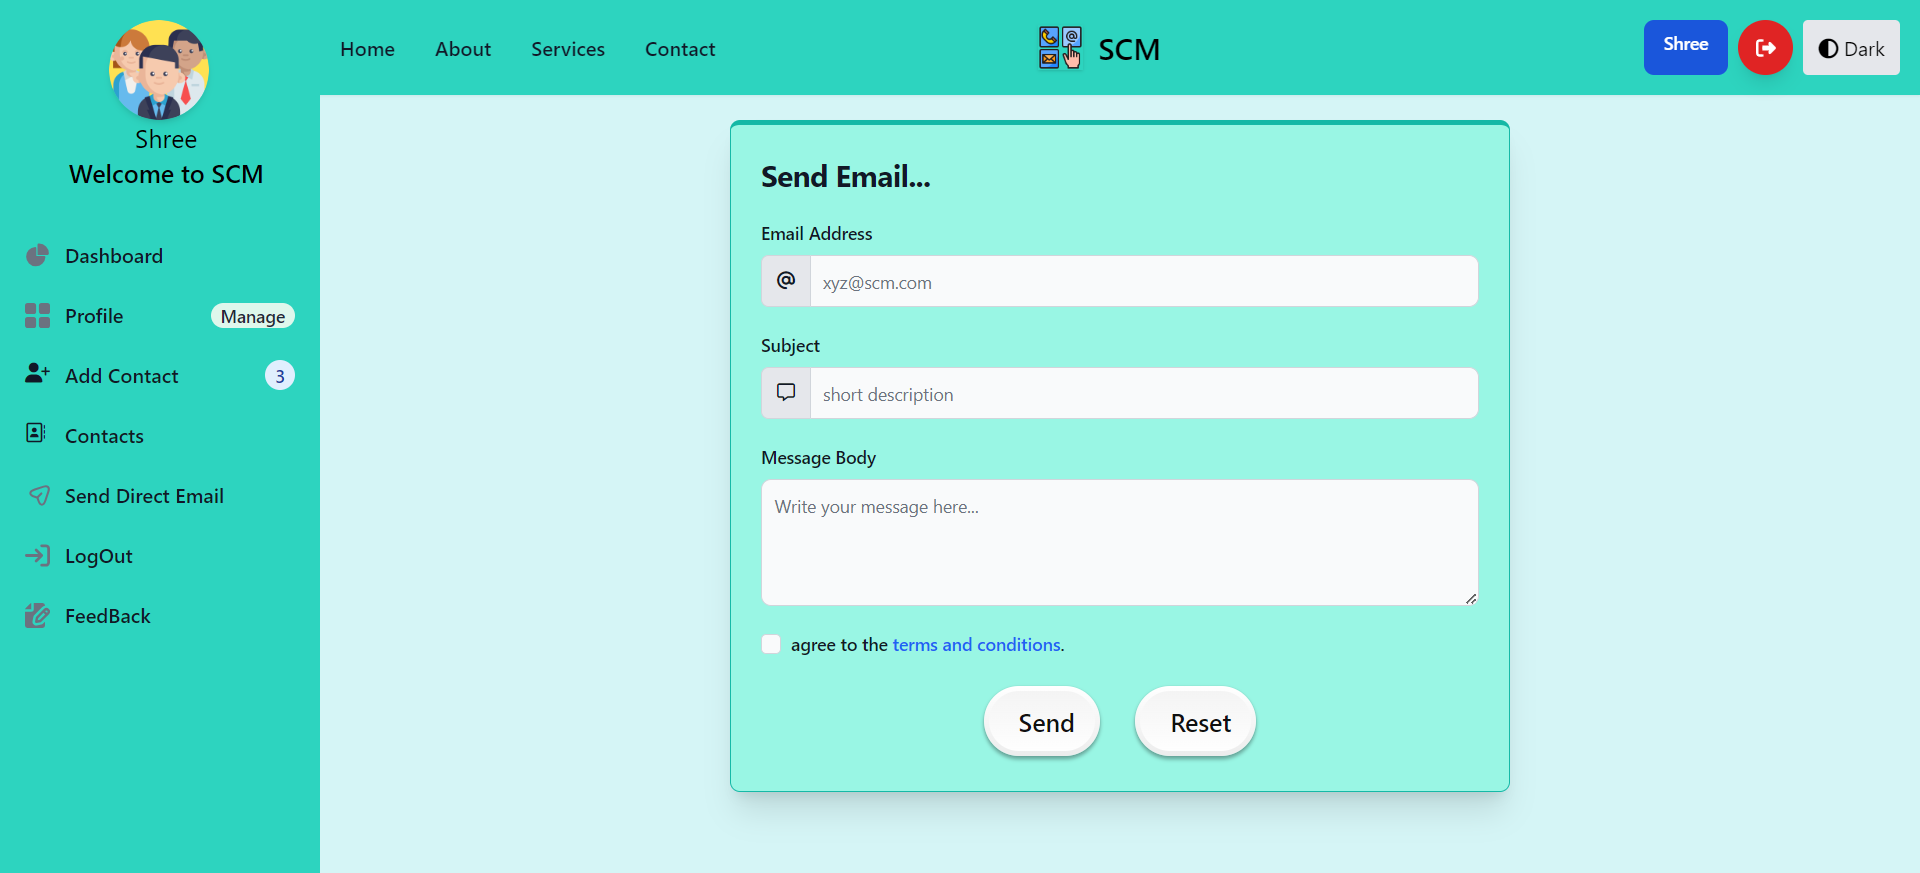 Shree
Welcome to SCM
Dashboard
Profile Manage
Add Contact 3
Contacts
Send Direct Email
LogOut
FeedBack
Home About Services Contact
SCM
Shree
Dark
Send Email...
Email Address
@ xyz@scm.com
Subject
short description
Message Body
Write your message here...
agree to the terms and conditions.
Send Reset